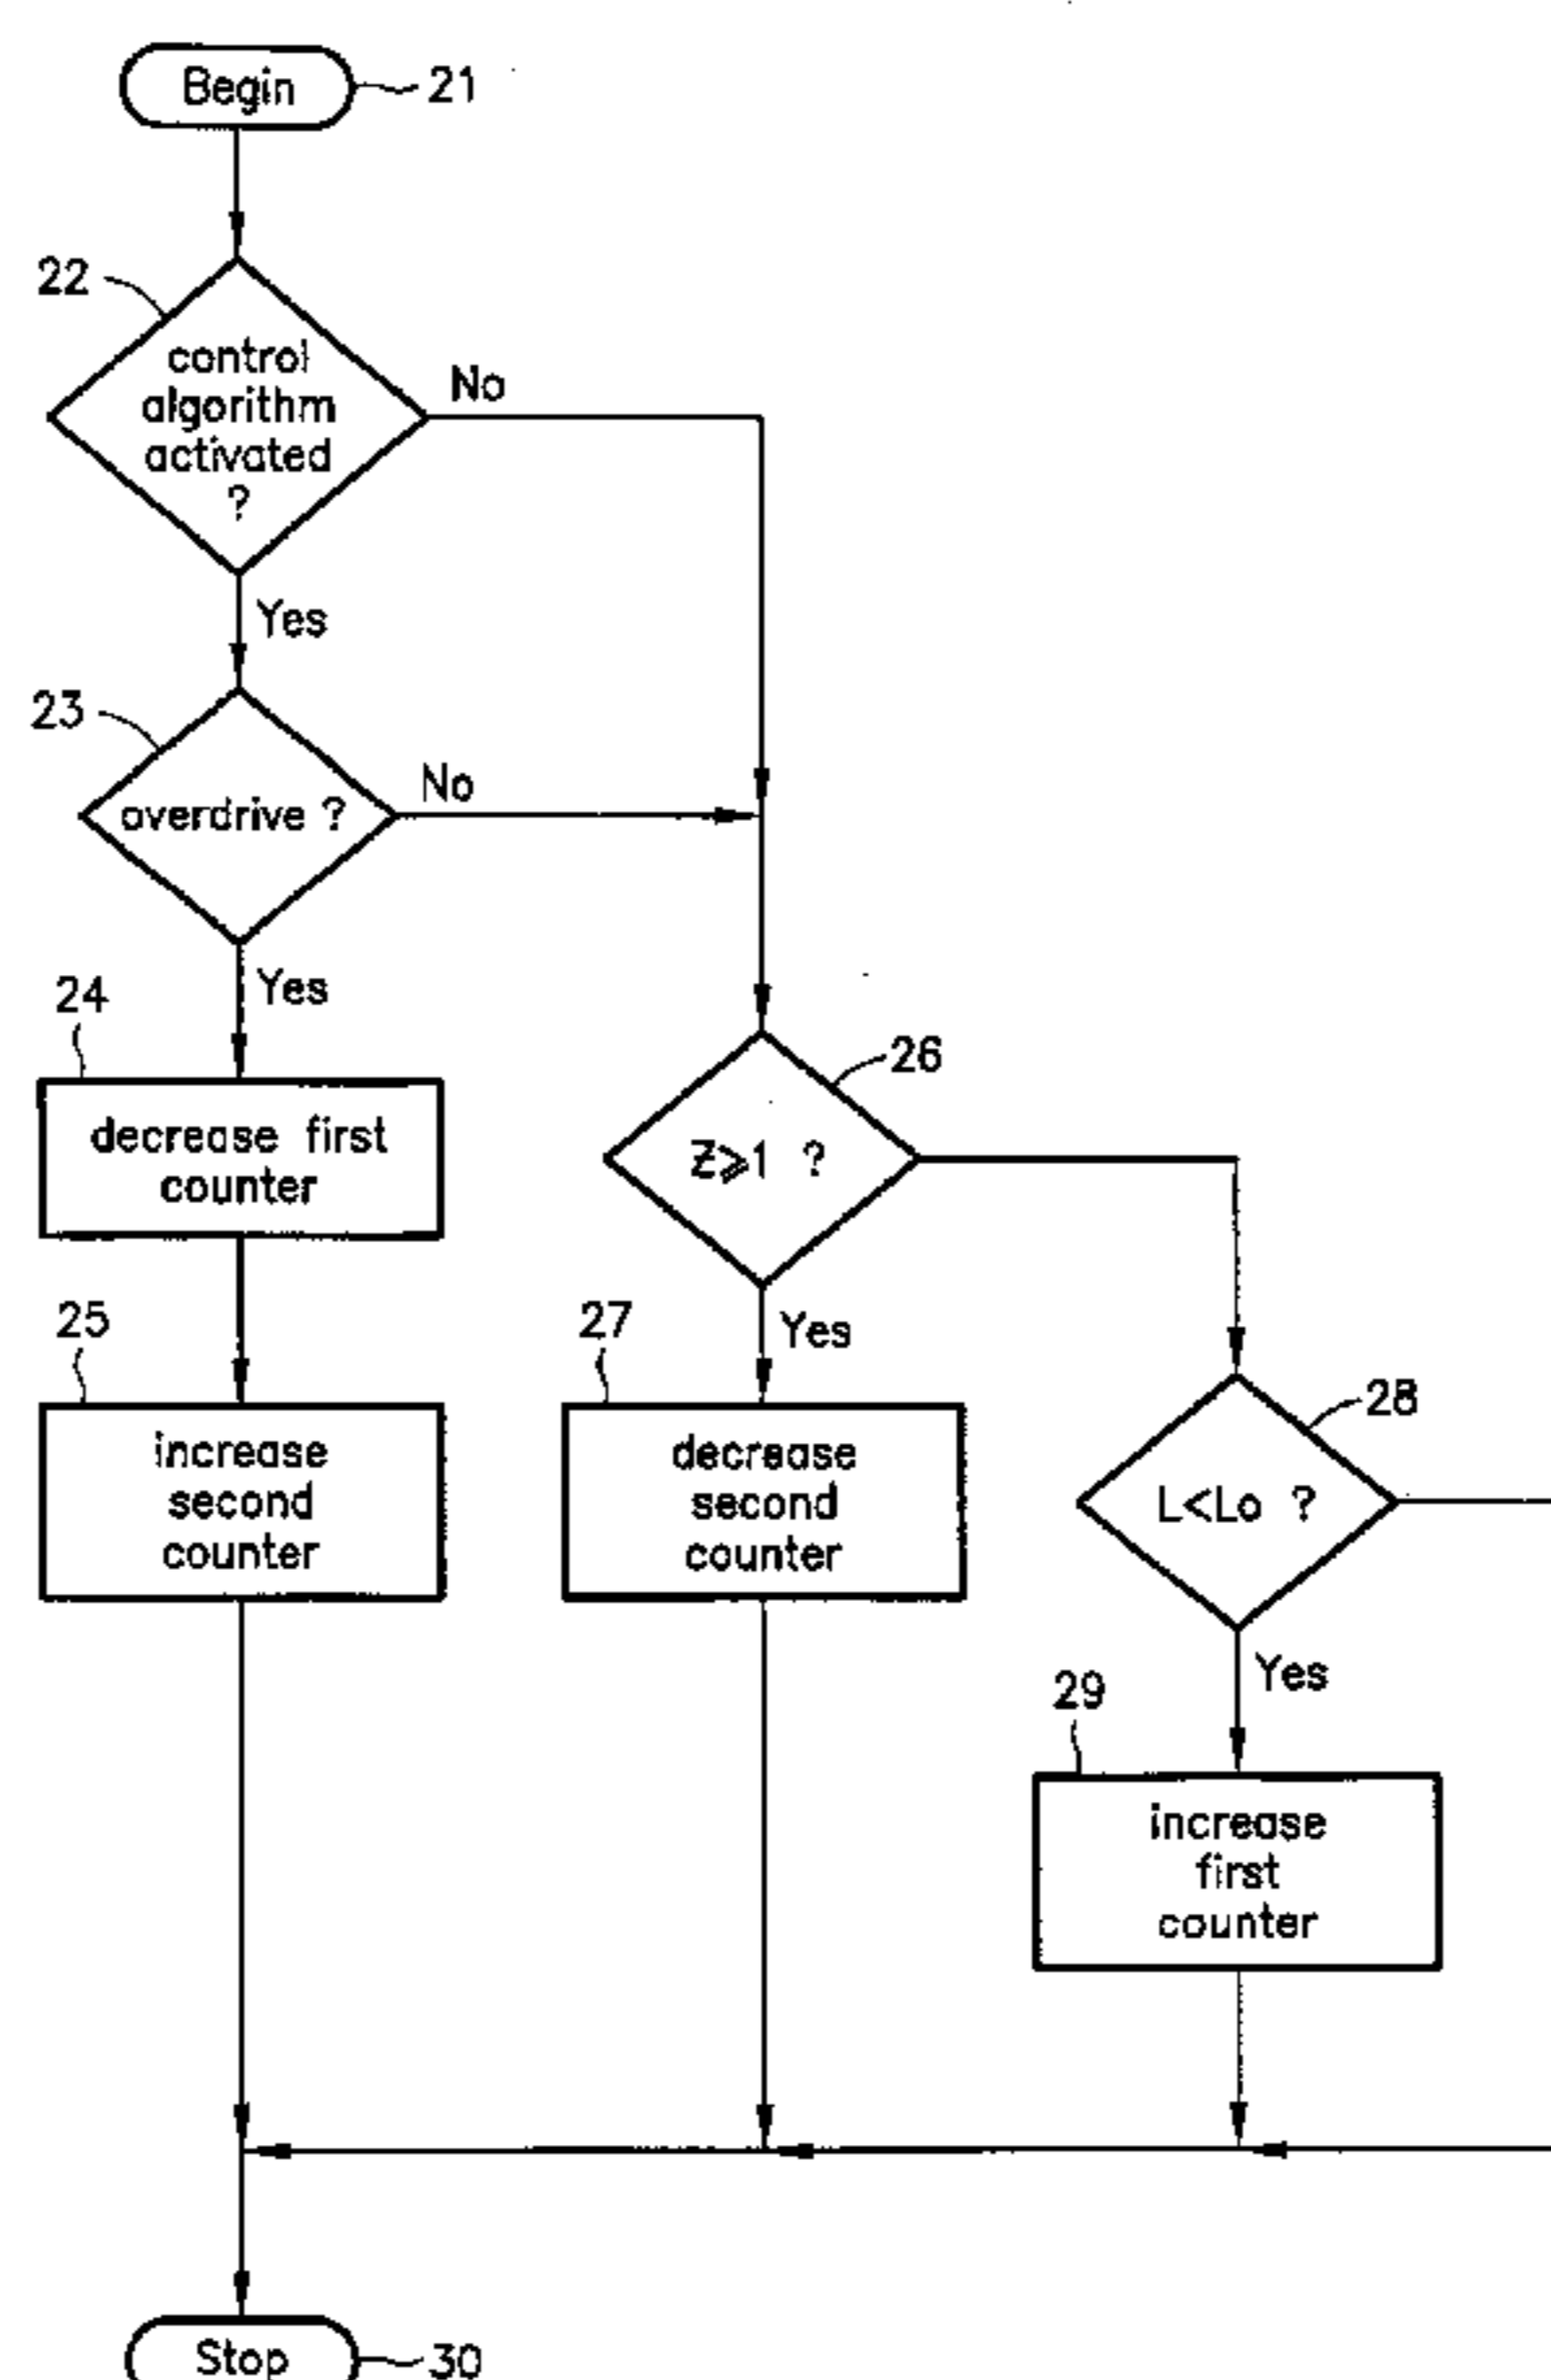 Begin
21
22
control
algorithm
activated
?
No
Yes
23
overdrive ?
No
Yes
24
decrease first
counter
26
Z⩾1 ?
Yes
25
increase
second
counter
27
decrease
second
counter
28
L<Lo ?
Yes
29
increase
first
counter
Stop
30